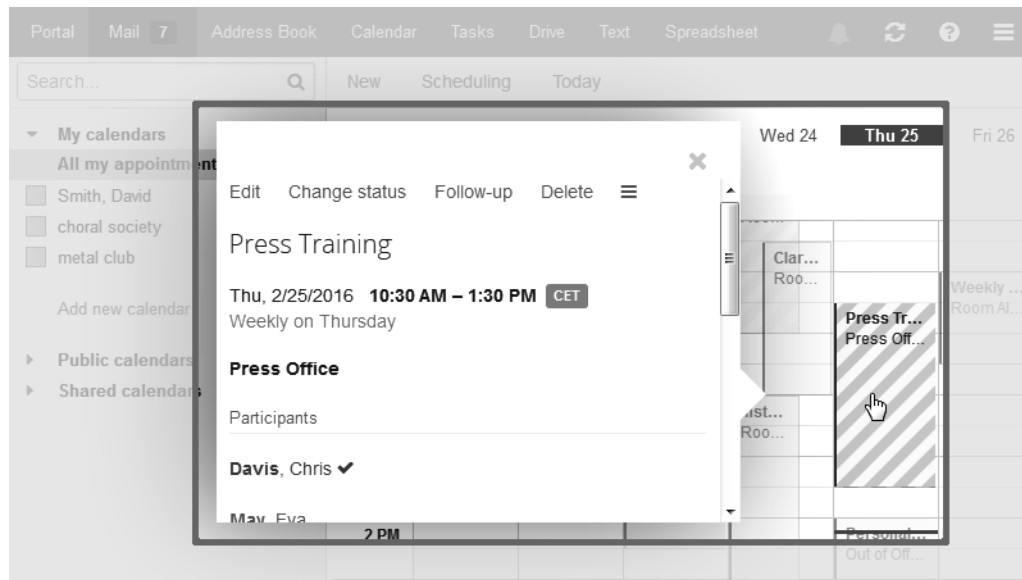 Portal Mail 7 Address Book Calendar Tasks Drive Text Spreadsheet
Search... New Scheduling Today
My calendars
All my appointment
Smith, David
choral society
metal club
Add new calendar
Public calendars
Shared calendars
Edit Change status Follow-up Delete
Press Training
Thu, 2/25/2016 10:30 AM – 1:30 PM CET
Weekly on Thursday
Press Office
Participants
Davis, Chris
May, Eva
2 PM
Wed 24 Thu 25 Fri 26
Clar...
Roo...
Weekly ...
Room Al...
Press Tr...
Press Off...
Roo...
Personal...
Out of Off...